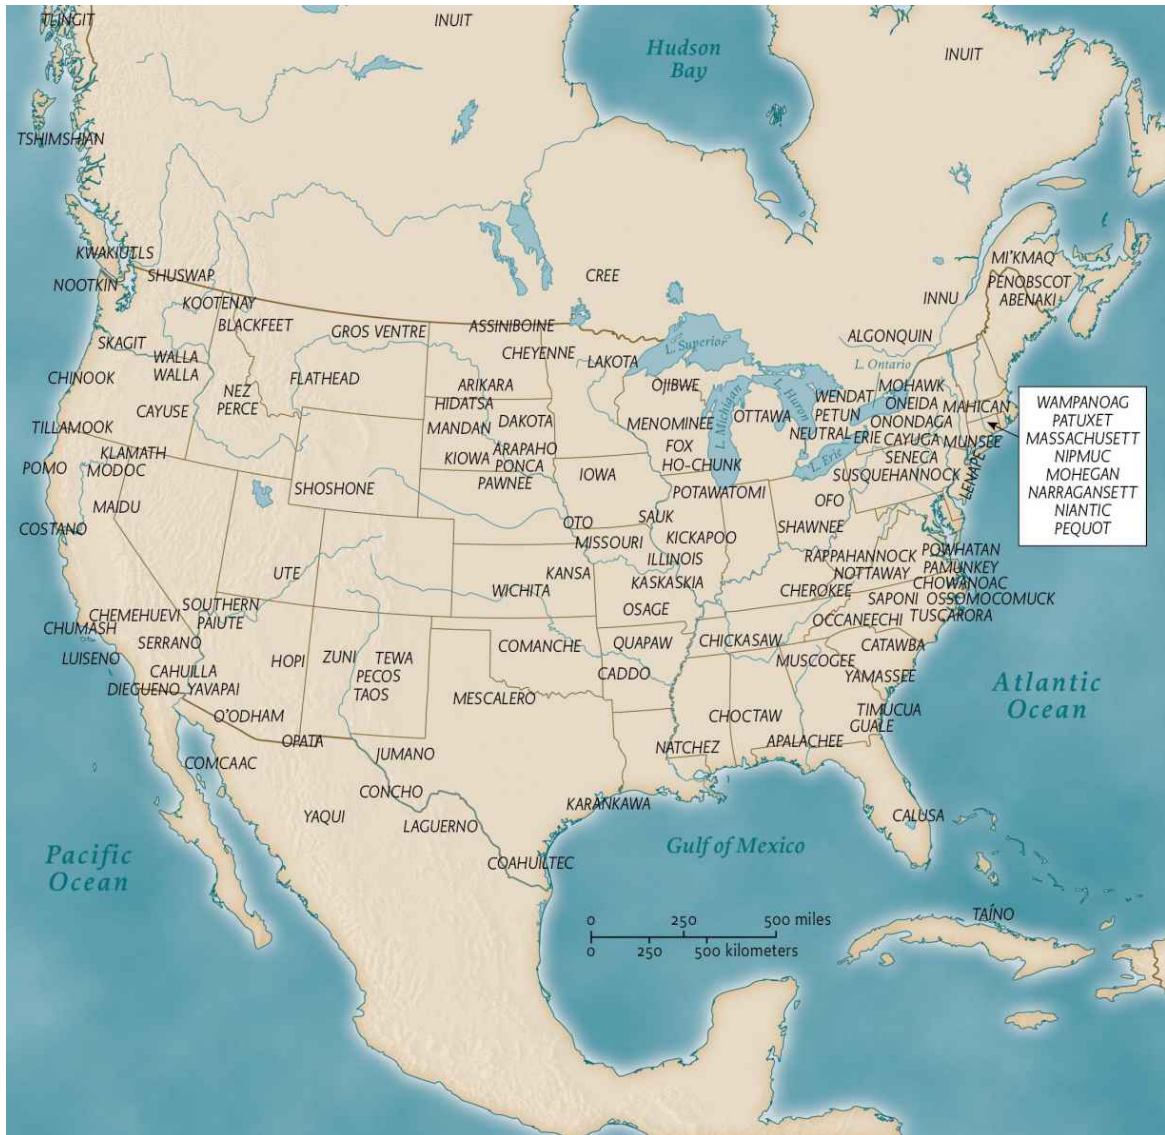 TLINGIT
INUIT
Hudson
Bay
INUIT
TSHIMSHIAN
KWAKIUTLS
NOOTKIN
SHUSWAP
KOOTENAY
BLACKFEET
GROS VENTRE
ASSINIBOINE
CREE
INNU
MI'KMAQ
PENOBSCOT
ABENAKI
ALGONQUIN
SKAGIT
WALLA
WALLA
CHINOOK
CAYUSE
NEZ
PERCE
FLATHEAD
CHEYENNE
LAKOTA
L. Superior
OJIBWE
ARIKARA
HIDATSA
MANDAN
DAKOTA
KIOWA
ARAPAHO
PONCA
PAWNEE
MENOMINEE
FOX
HO-CHUNK
L. Michigan
OTTAWA
L. Huron
L. Ontario
WENDAT
PETUN
NEUTRAL
ERIE
L. Erie
MOHAWK
ONEIDA
ONONDAGA
CAYUGA
SENECA
SUSQUEHANNOCK
MAHICAN
MUNSEE
LENAPE
WAMPANOAG
PATUXET
MASSACHUSETT
NIPMUC
MOHEGAN
NARRAGANSETT
NIANTIC
PEQUOT
TILLAMOOK
KLAMATH
MODOC
POMO
MAIDU
COSTANO
SHOSHONE
IOWA
POTAWATOMI
OFO
OTO
MISSOURI
SAUK
KICKAPOO
ILLINOIS
KASKASKIA
SHAWNEE
RAPPAHANNOCK
NOTTAWAY
POWHATAN
PAMUNKEY
CHOWANOAC
CHEROKEE
SAPONI
OSSOMOCOMUCK
TUSCARORA
OCCANEECHI
UTE
KANSA
WICHITA
OSAGE
CHEMEHUEVI
SOUTHERN
PAIUTE
CHUMASH
SERRANO
LUISENO
CAHUILLA
DIEGUENO
YAVAPAI
HOPI
ZUNI
TEWA
PECOS
TAOS
COMANCHE
QUAPAW
CHICKASAW
CATAWBA
MUSCOGEE
YAMASSEE
MESCALERO
CADDO
O'ODHAM
OPATA
JUMANO
COMCAAC
CONCHO
YAQUI
LAGUERNO
COAHUILTEC
KARANKAWA
NATCHEZ
CHOCTAW
APALACHEE
TIMUCUA
GUALE
CALUSA
Atlantic
Ocean
Pacific
Ocean
Gulf of Mexico
TAÍNO
0 250 500 miles
0 250 500 kilometers